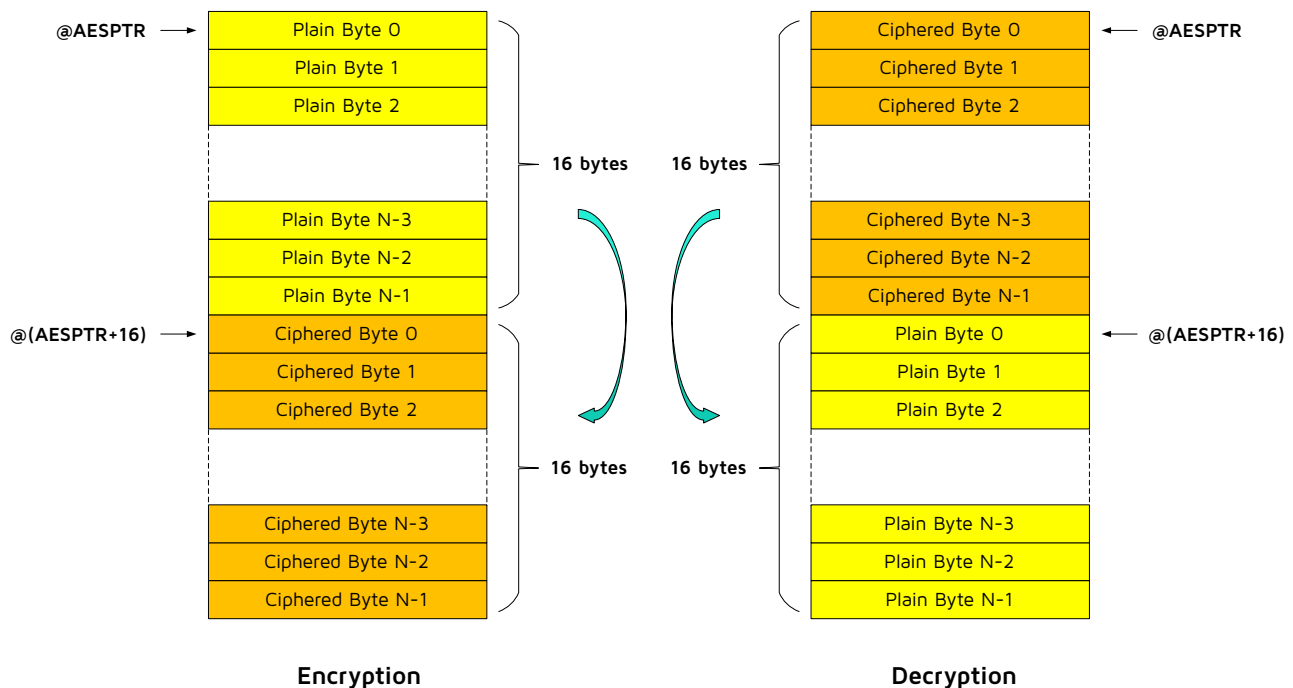 @AESPTR
Plain Byte 0
Plain Byte 1
Plain Byte 2
16 bytes
Plain Byte N-3
Plain Byte N-2
Plain Byte N-1
@(AESPTR+16)
Ciphered Byte 0
Ciphered Byte 1
Ciphered Byte 2
16 bytes
Ciphered Byte N-3
Ciphered Byte N-2
Ciphered Byte N-1
Encryption
Ciphered Byte 0
@AESPTR
Ciphered Byte 1
Ciphered Byte 2
16 bytes
Ciphered Byte N-3
Ciphered Byte N-2
Ciphered Byte N-1
Plain Byte 0
@(AESPTR+16)
Plain Byte 1
Plain Byte 2
16 bytes
Plain Byte N-3
Plain Byte N-2
Plain Byte N-1
Decryption